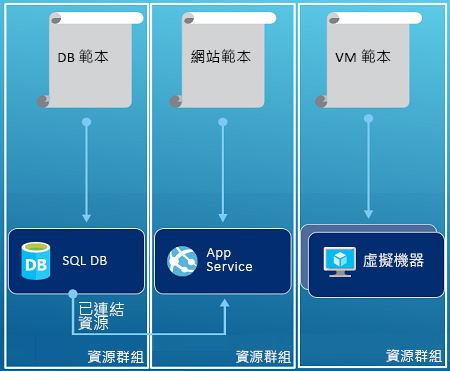 DB 範本
網站範本
VM 範本
DB
SQL DB
App
Service
虛擬機器
已連結
資源
資源群組
資源群組
資源群組